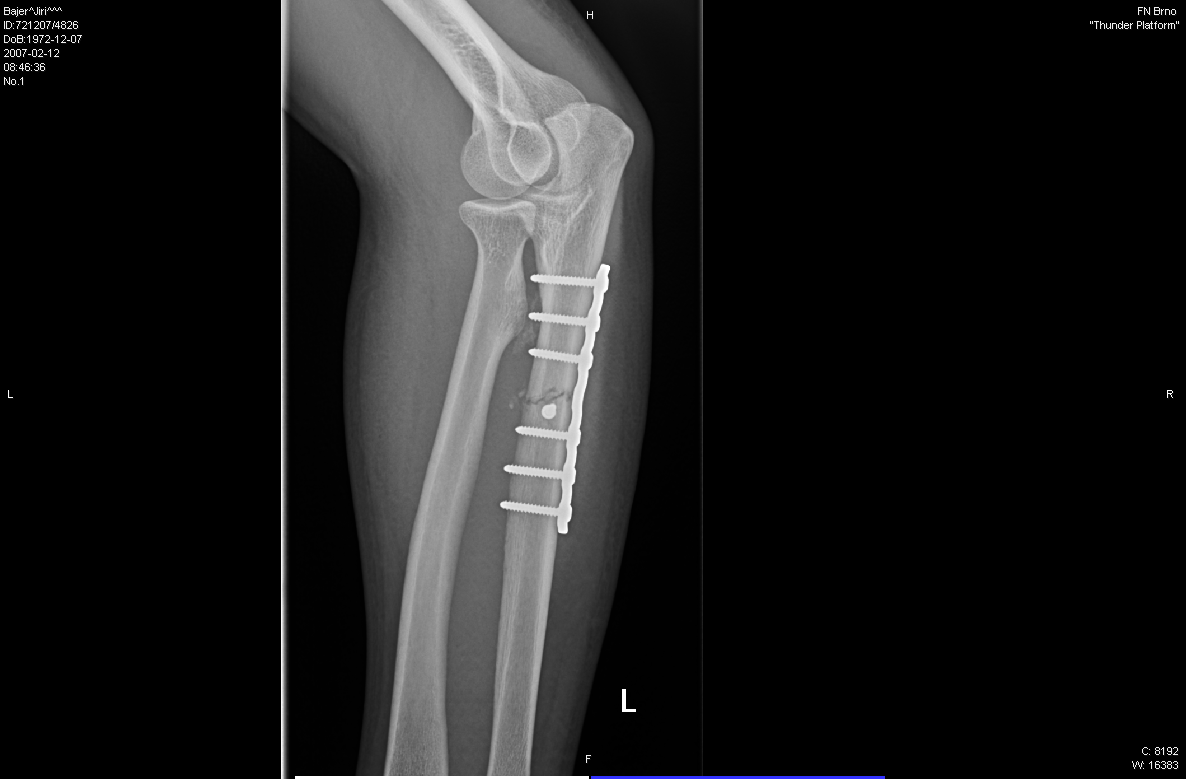 Bajer^Jiri^^^
ID:721207/4826
DoB:1972-12-07
2007-02-12
08:46:36
No.1
H
FN Brno
"Thunder Platform"
L
R
L
F
C: 8192
W: 16383